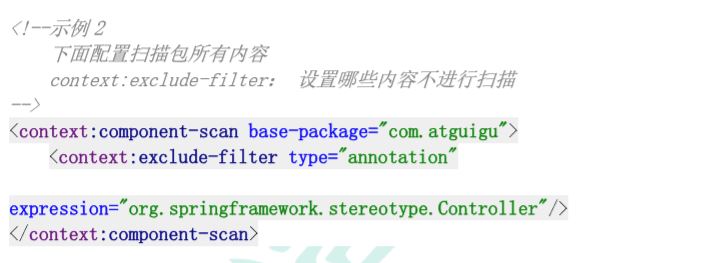 <!--示例 2
下面配置扫描包所有内容
context:exclude-filter： 设置哪些内容不进行扫描
-->
<context:component-scan base-package="com.atguigu">
<context:exclude-filter type="annotation"
expression="org.springframework.stereotype.Controller"/>
</context:component-scan>